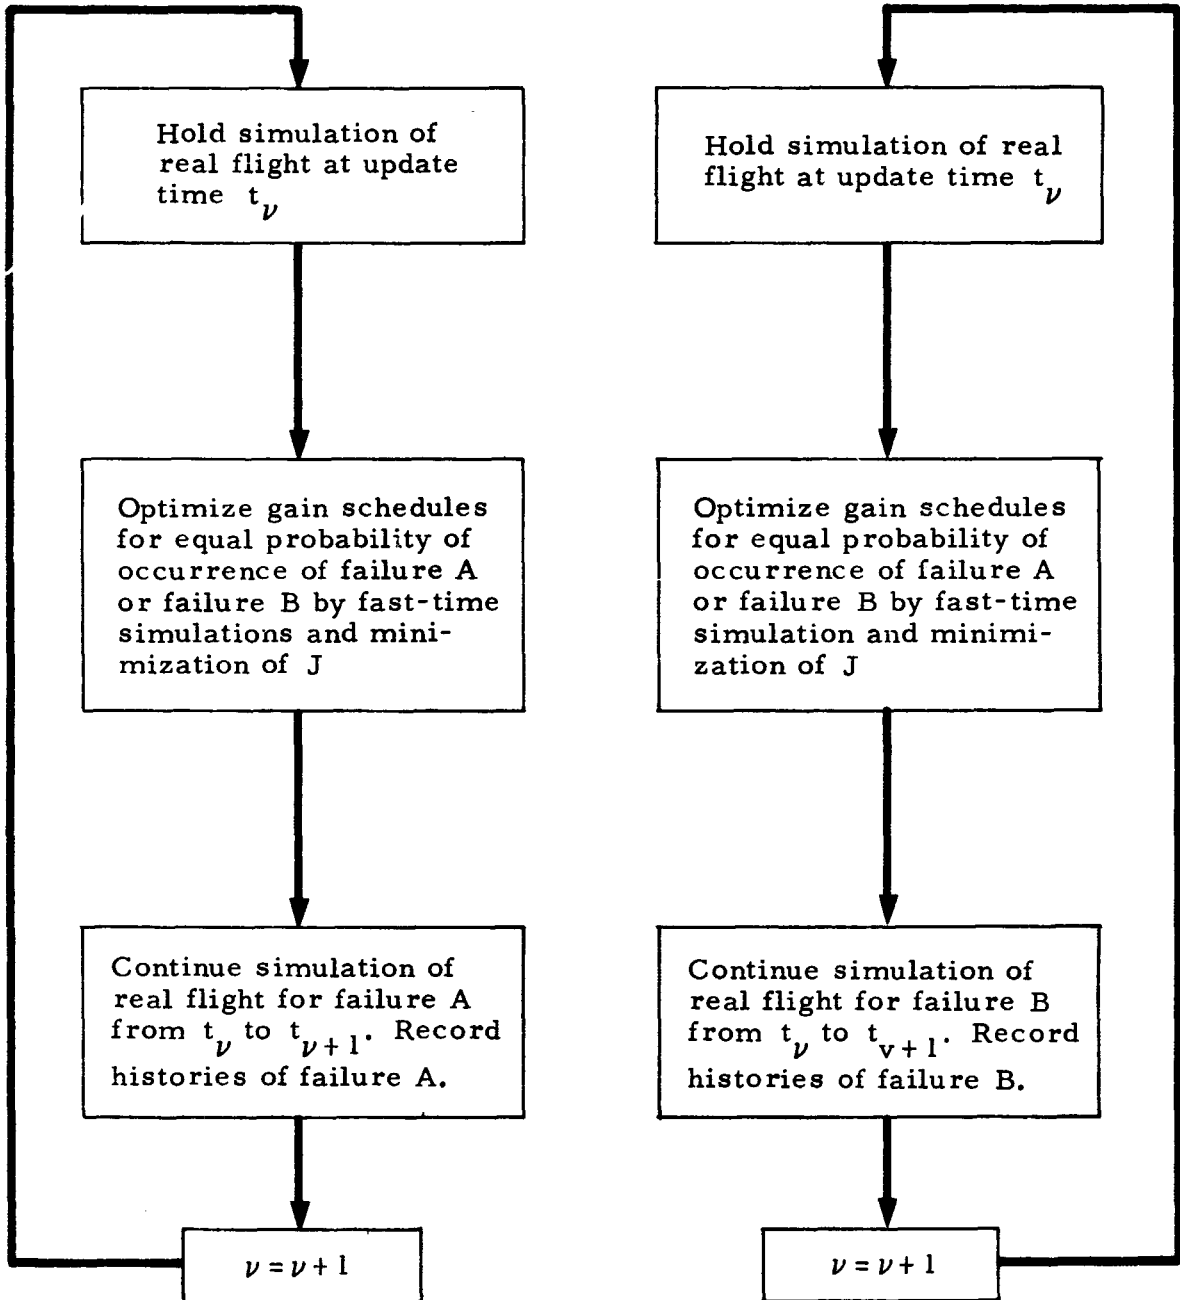 Hold simulation of
real flight at update
time t_ν
Optimize gain schedules
for equal probability of
occurrence of failure A
or failure B by fast-time
simulations and mini-
mization of J
Continue simulation of
real flight for failure A
from t_ν to t_ν+1. Record
histories of failure A.
ν = ν + 1
Hold simulation of real
flight at update time t_ν
Optimize gain schedules
for equal probability of
occurrence of failure A
or failure B by fast-time
simulation and minimi-
zation of J
Continue simulation of
real flight for failure B
from t_ν to t_v+1. Record
histories of failure B.
ν = ν + 1